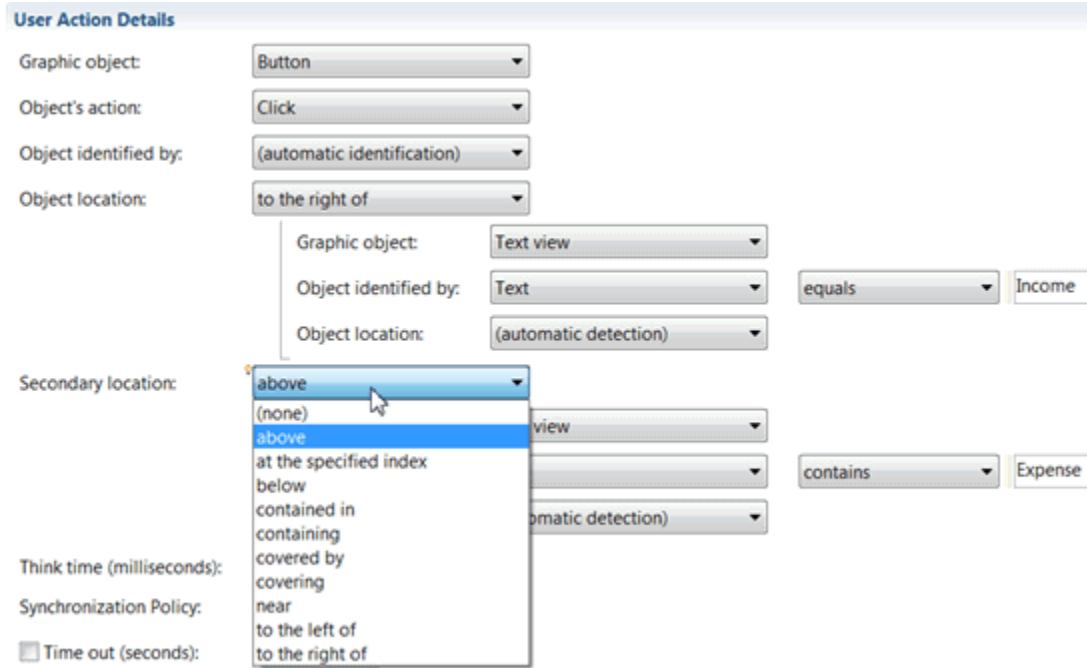 User Action Details
Graphic object: Button
Object's action: Click
Object identified by: (automatic identification)
Object location: to the right of
Graphic object: Text view
Object identified by: Text equals Income
Object location: (automatic detection)
Secondary location: above
(none)
above view
at the specified index
below contains Expense
contained in
containing omatic detection)
covered by
Think time (milliseconds):
covering
Synchronization Policy: near
to the left of
Time out (seconds): to the right of